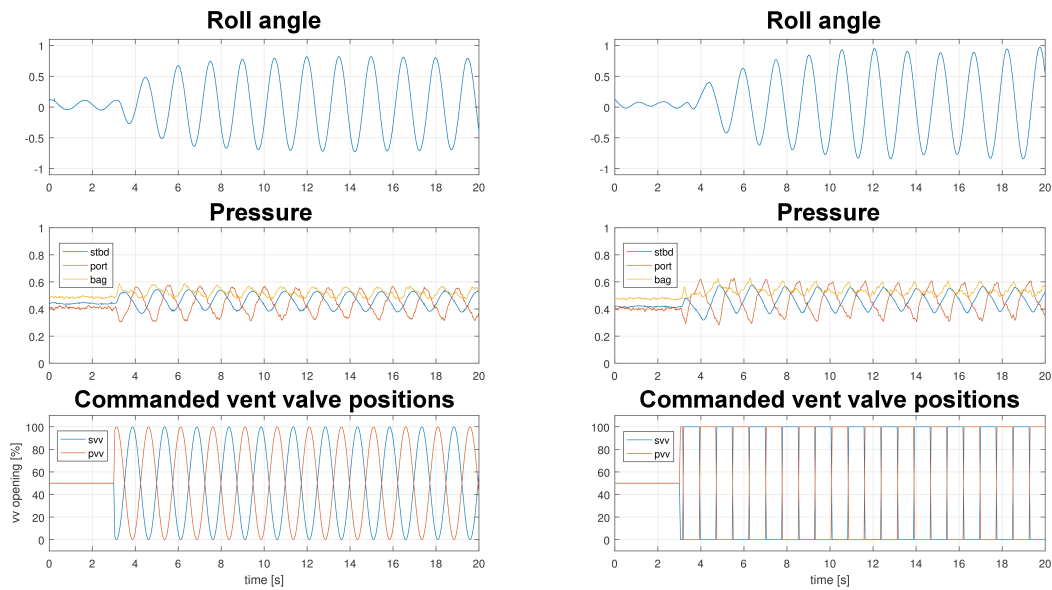 Roll angle
1
0.5
0
-0.5
-1
0 2 4 6 8 10 12 14 16 18 20
Pressure
1
0.8
0.6
0.4
0.2
0
stbd
port
bag
0 2 4 6 8 10 12 14 16 18 20
Commanded vent valve positions
vv opening [%]
100
80
60
40
20
0
svv
pvv
0 2 4 6 8 10 12 14 16 18 20
time [s]
Roll angle
1
0.5
0
-0.5
-1
0 2 4 6 8 10 12 14 16 18 20
Pressure
1
0.8
0.6
0.4
0.2
0
stbd
port
bag
0 2 4 6 8 10 12 14 16 18 20
Commanded vent valve positions
100
80
60
40
20
0
svv
pvv
0 2 4 6 8 10 12 14 16 18 20
time [s]